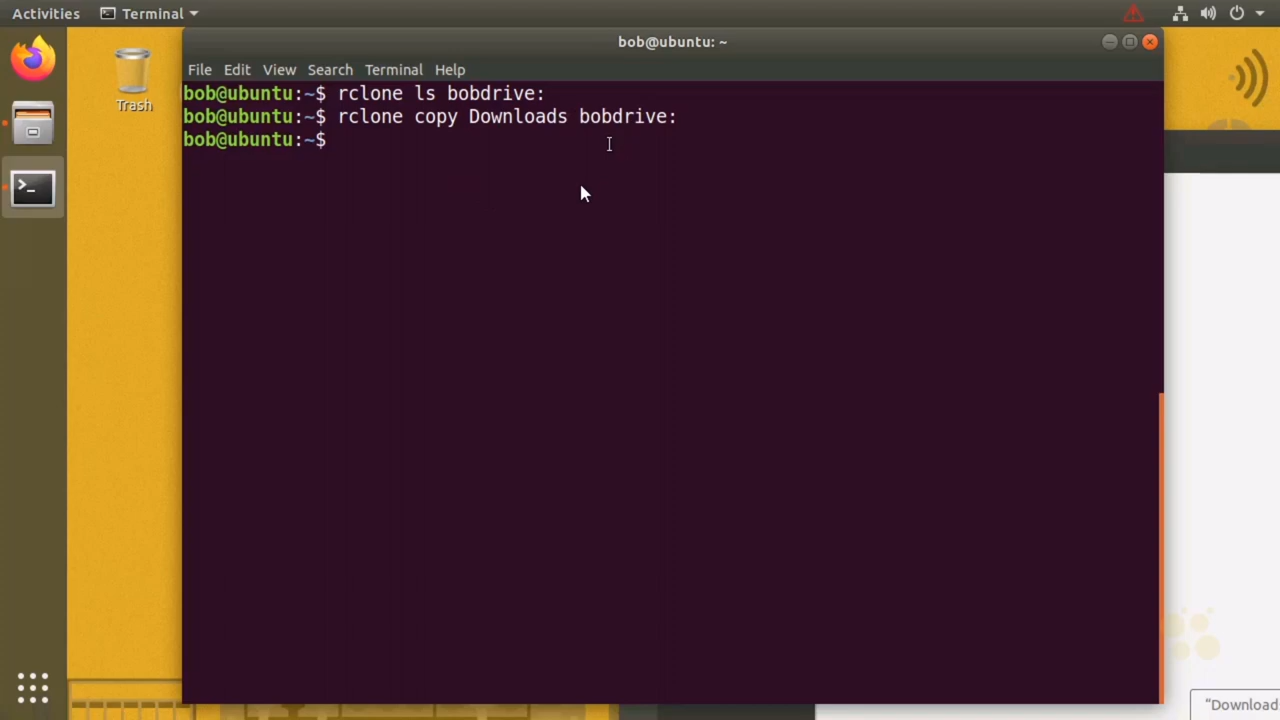 Activities Terminal
bob@ubuntu: ~
File Edit View Search Terminal Help
Trash
bob@ubuntu:~$ rclone ls bobdrive:
bob@ubuntu:~$ rclone copy Downloads bobdrive:
bob@ubuntu:~$
"Download